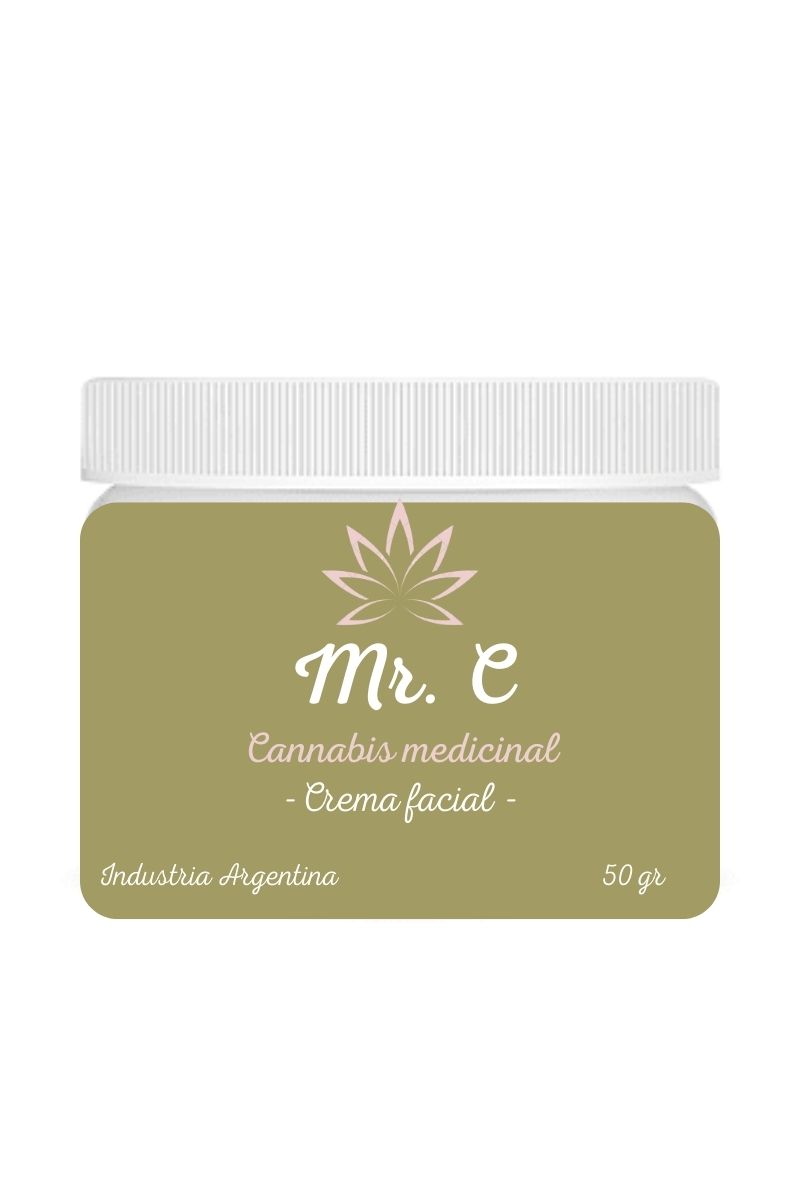 Mr. C
Cannabis medicinal
- Crema facial -
Industria Argentina
50 gr